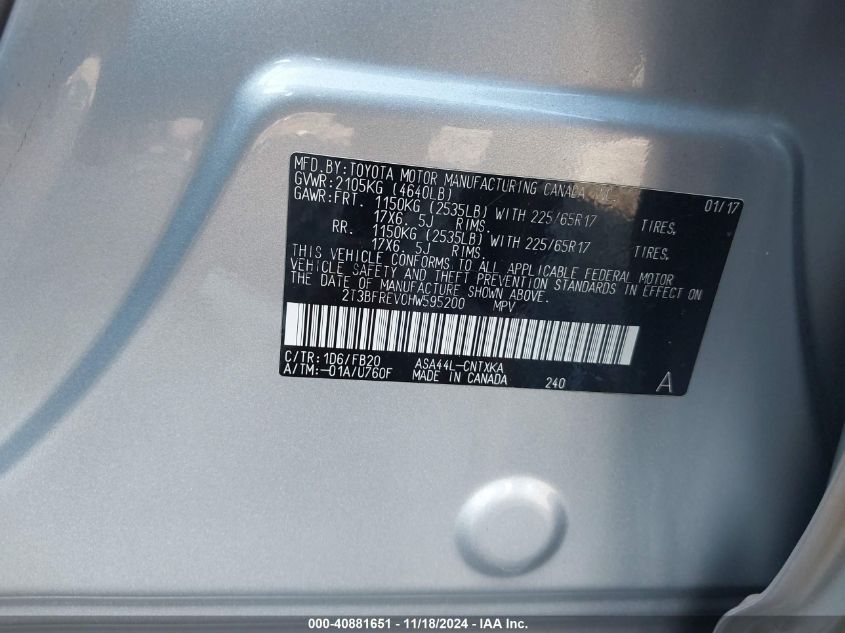 MFD.BY:TOYOTA MOTOR MANUFACTURING CANADA INC. 01/17
GVWR:2105KG (4640LB)
GAWR:FRT. 1150KG (2535LB) WITH 225/65R17 TIRES,
17X6. 5J RIMS.
RR. 1150KG (2535LB) WITH 225/65R17 TIRES,
17X6. 5J RIMS.
THIS VEHICLE CONFORMS TO ALL APPLICABLE FEDERAL MOTOR
VEHICLE SAFETY AND THEFT PREVENTION STANDARDS IN EFFECT ON
THE DATE OF MANUFACTURE SHOWN ABOVE.
2T3BFREV0HW595200 MPV
C/TR:1D6/FB20 ASA44L-CNTXKA
A/TM:-01A/U760F MADE IN CANADA 240 A
000-40881651 - 11/18/2024 - IAA Inc.